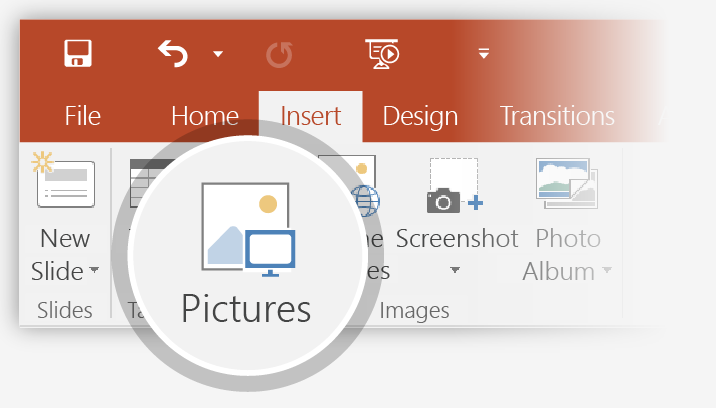 File Home Insert Design Transitions
New
Slide
Pictures
Screenshot
Photo
Album
Slides
Images